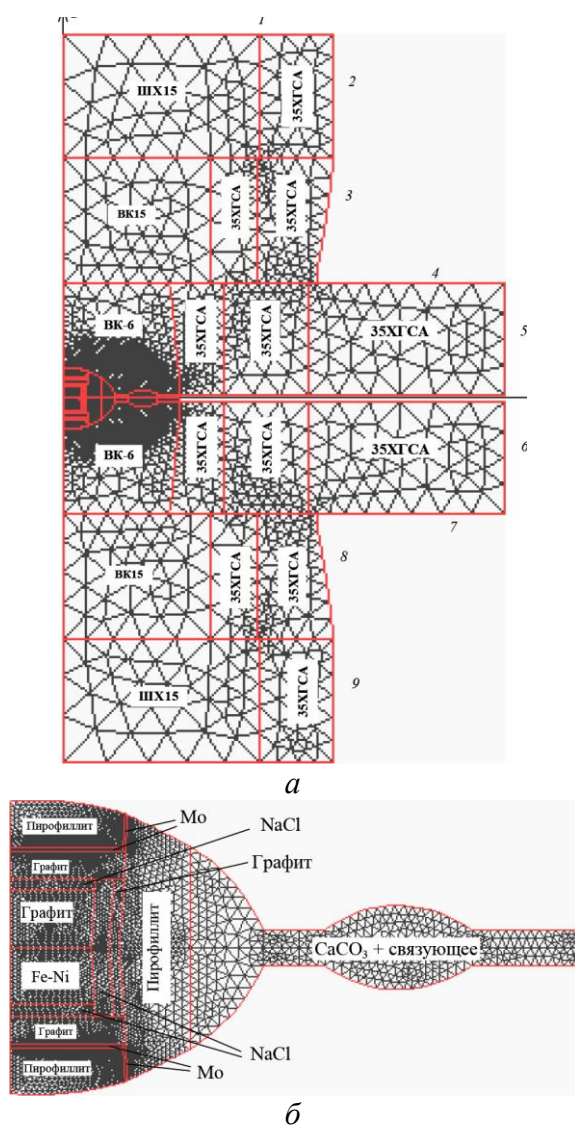 1
ШХ15
35ХГСА
2
ВК15
35ХГСА
35ХГСА
3
4
ВК-6
35ХГСА
35ХГСА
35ХГСА
5
ВК-6
35ХГСА
35ХГСА
35ХГСА
6
7
ВК15
35ХГСА
35ХГСА
8
ШХ15
35ХГСА
9
а
Пирофиллит
Mo
NaCl
Графит
Графит
Графит
Пирофиллит
CaCO₃ + связующее
Fe-Ni
Графит
NaCl
Mo
Пирофиллит
б